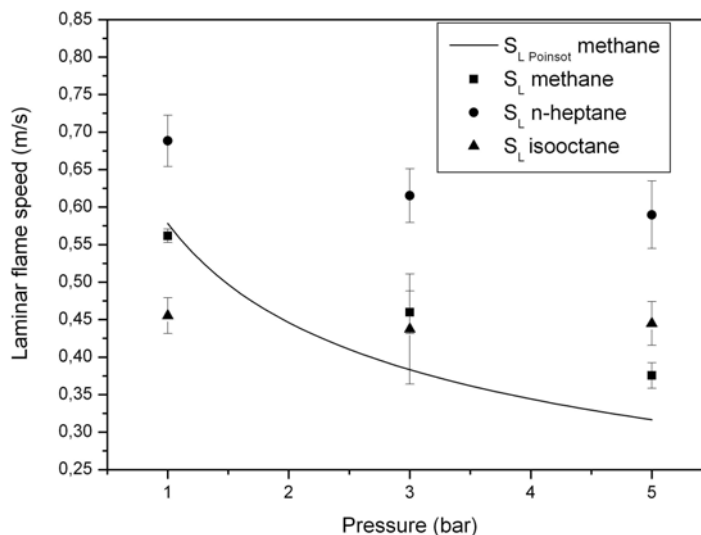 0,85
0,80
0,75
0,70
0,65
0,60
0,55
0,50
0,45
0,40
0,35
0,30
0,25
Laminar flame speed (m/s)
S_L Poinsot methane
S_L methane
S_L n-heptane
S_L isooctane
1 2 3 4 5
Pressure (bar)